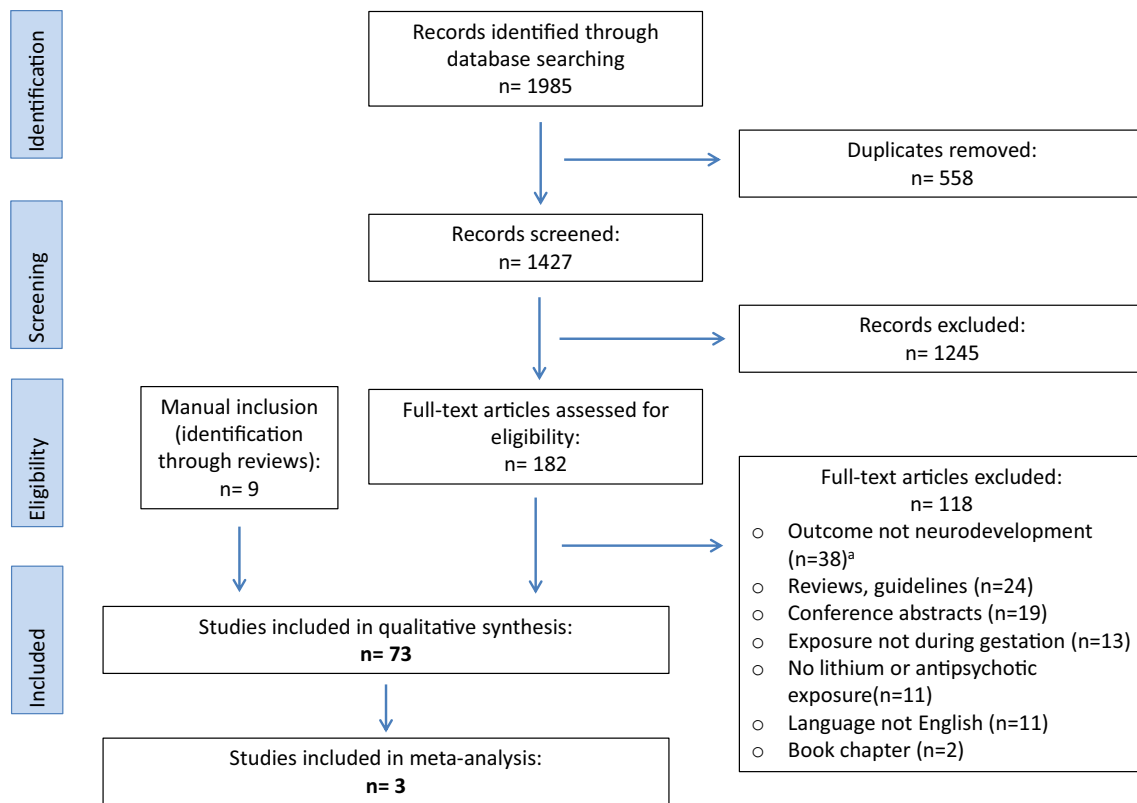 Identification
Records identified through
database searching
n= 1985
Duplicates removed:
n= 558
Screening
Records screened:
n= 1427
Records excluded:
n= 1245
Eligibility
Manual inclusion
(identification
through reviews):
n= 9
Full-text articles assessed for
eligibility:
n= 182
Full-text articles excluded:
n= 118
o Outcome not neurodevelopment
(n=38)ᵃ
o Reviews, guidelines (n=24)
o Conference abstracts (n=19)
o Exposure not during gestation (n=13)
o No lithium or antipsychotic
exposure(n=11)
o Language not English (n=11)
o Book chapter (n=2)
Included
Studies included in qualitative synthesis:
n= 73
Studies included in meta-analysis:
n= 3